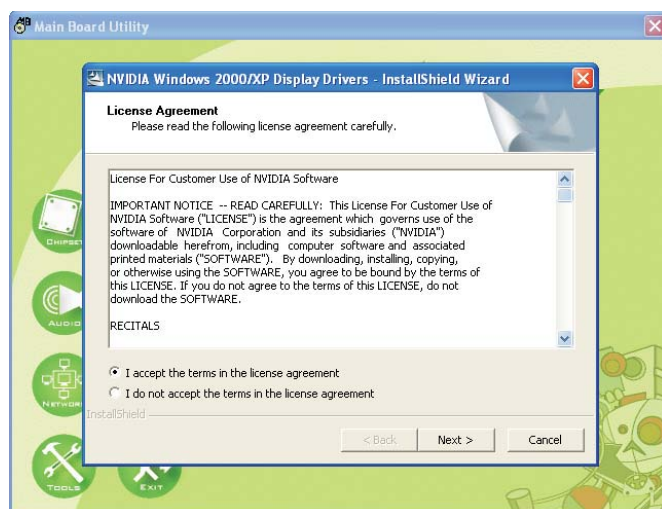 Main Board Utility
NVIDIA Windows 2000/XP Display Drivers - InstallShield Wizard
License Agreement
Please read the following license agreement carefully.
License For Customer Use of NVIDIA Software
IMPORTANT NOTICE -- READ CAREFULLY: This License For Customer Use of
NVIDIA Software ("LICENSE") is the agreement which governs use of the
software of NVIDIA Corporation and its subsidiaries ("NVIDIA")
downloadable herefrom, including computer software and associated
printed materials ("SOFTWARE"). By downloading, installing, copying,
or otherwise using the SOFTWARE, you agree to be bound by the terms of
this LICENSE. If you do not agree to the terms of this LICENSE, do not
download the SOFTWARE.
RECITALS
I accept the terms in the license agreement
I do not accept the terms in the license agreement
InstallShield
< Back
Next >
Cancel
CHIPSET
AUDIO
TOOLS
EXIT